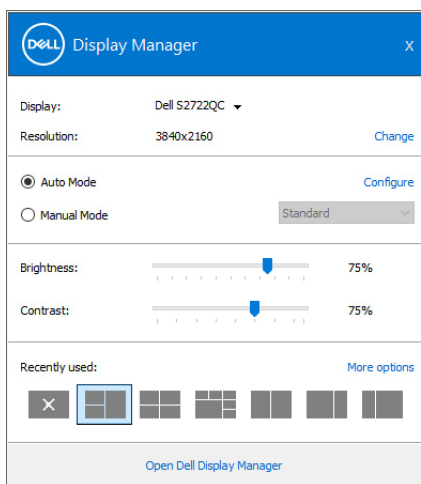 DELL Display Manager X
Display: Dell S2722QC
Resolution: 3840x2160 Change
Auto Mode Configure
Manual Mode Standard
Brightness: 75%
Contrast: 75%
Recently used: More options
Open Dell Display Manager